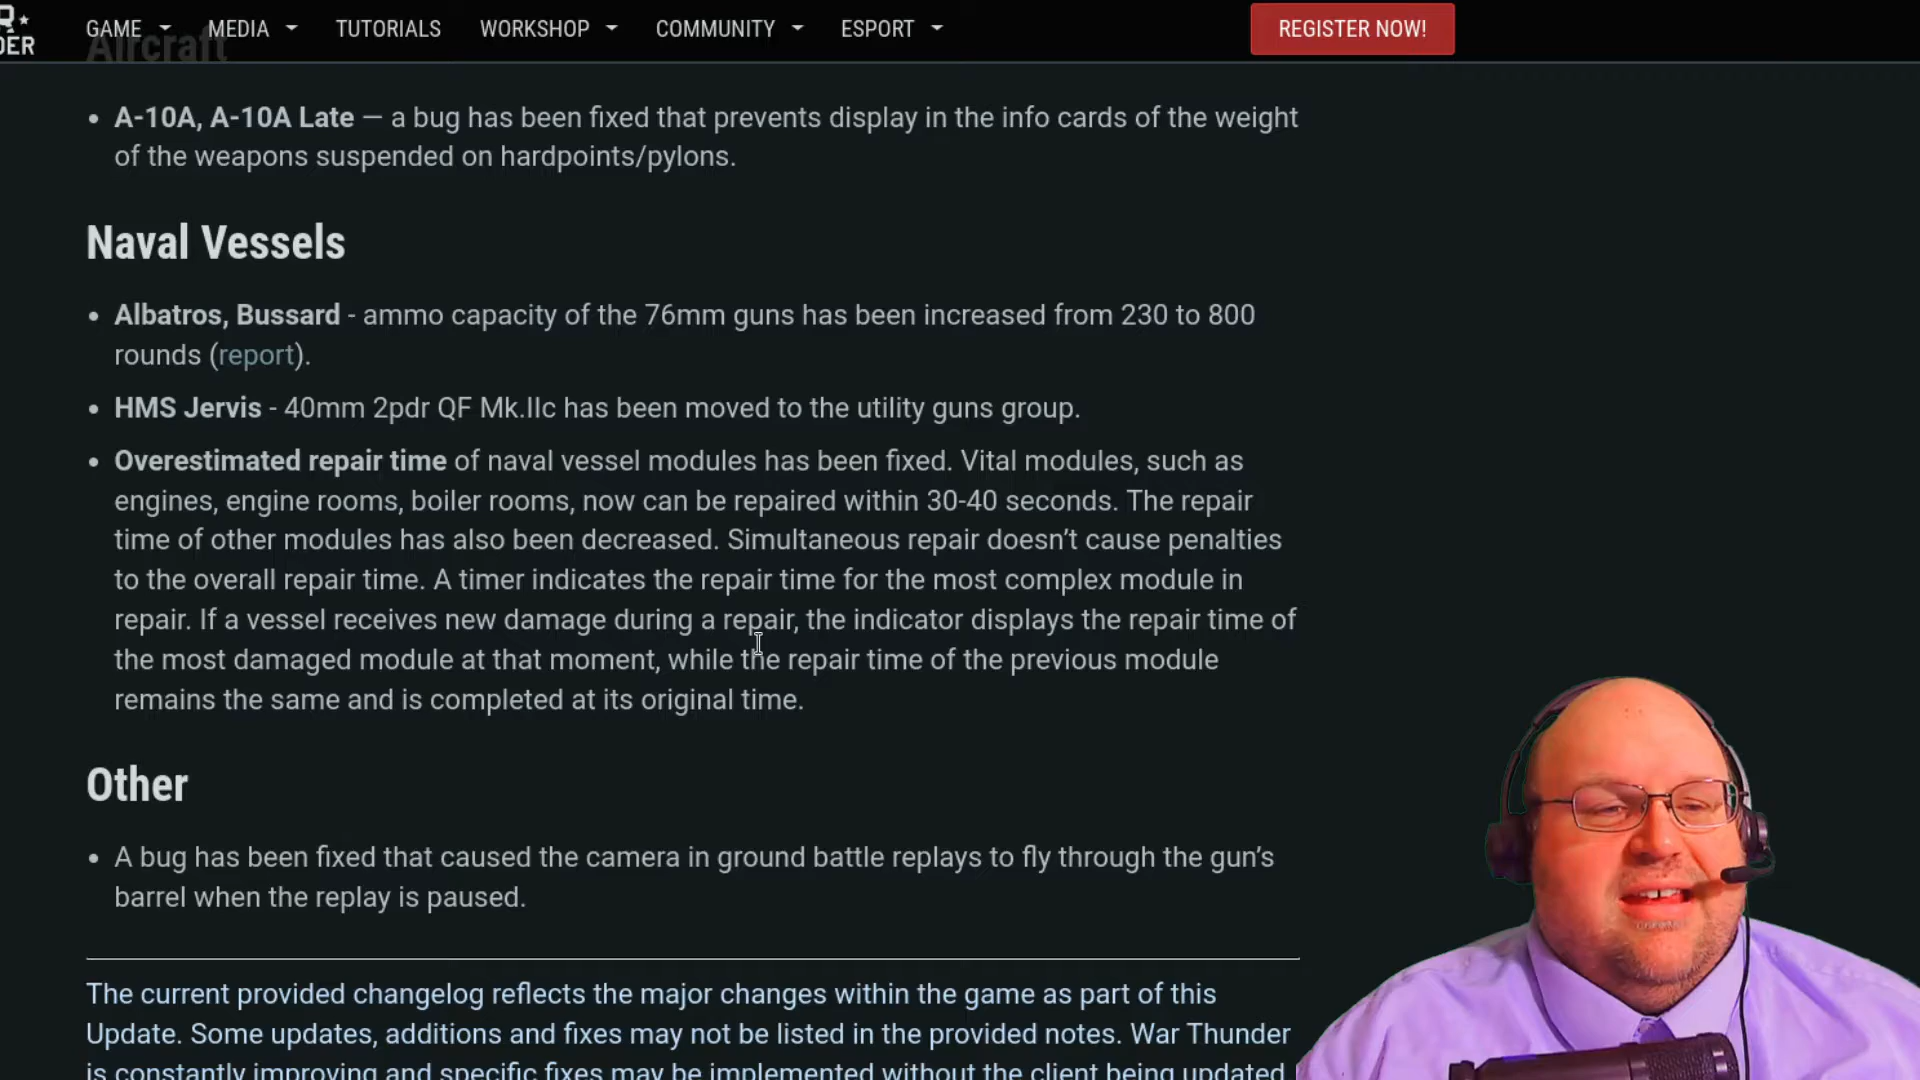 GAME MEDIA TUTORIALS WORKSHOP COMMUNITY ESPORT REGISTER NOW!
DER
Aircraft
• A-10A, A-10A Late — a bug has been fixed that prevents display in the info cards of the weight
of the weapons suspended on hardpoints/pylons.
Naval Vessels
• Albatros, Bussard - ammo capacity of the 76mm guns has been increased from 230 to 800
rounds (report).
• HMS Jervis - 40mm 2pdr QF Mk.IIc has been moved to the utility guns group.
• Overestimated repair time of naval vessel modules has been fixed. Vital modules, such as
engines, engine rooms, boiler rooms, now can be repaired within 30-40 seconds. The repair
time of other modules has also been decreased. Simultaneous repair doesn’t cause penalties
to the overall repair time. A timer indicates the repair time for the most complex module in
repair. If a vessel receives new damage during a repair, the indicator displays the repair time of
the most damaged module at that moment, while the repair time of the previous module
remains the same and is completed at its original time.
Other
• A bug has been fixed that caused the camera in ground battle replays to fly through the gun’s
barrel when the replay is paused.
The current provided changelog reflects the major changes within the game as part of this
Update. Some updates, additions and fixes may not be listed in the provided notes. War Thunder
is constantly improving and specific fixes may be implemented without the client being updated.